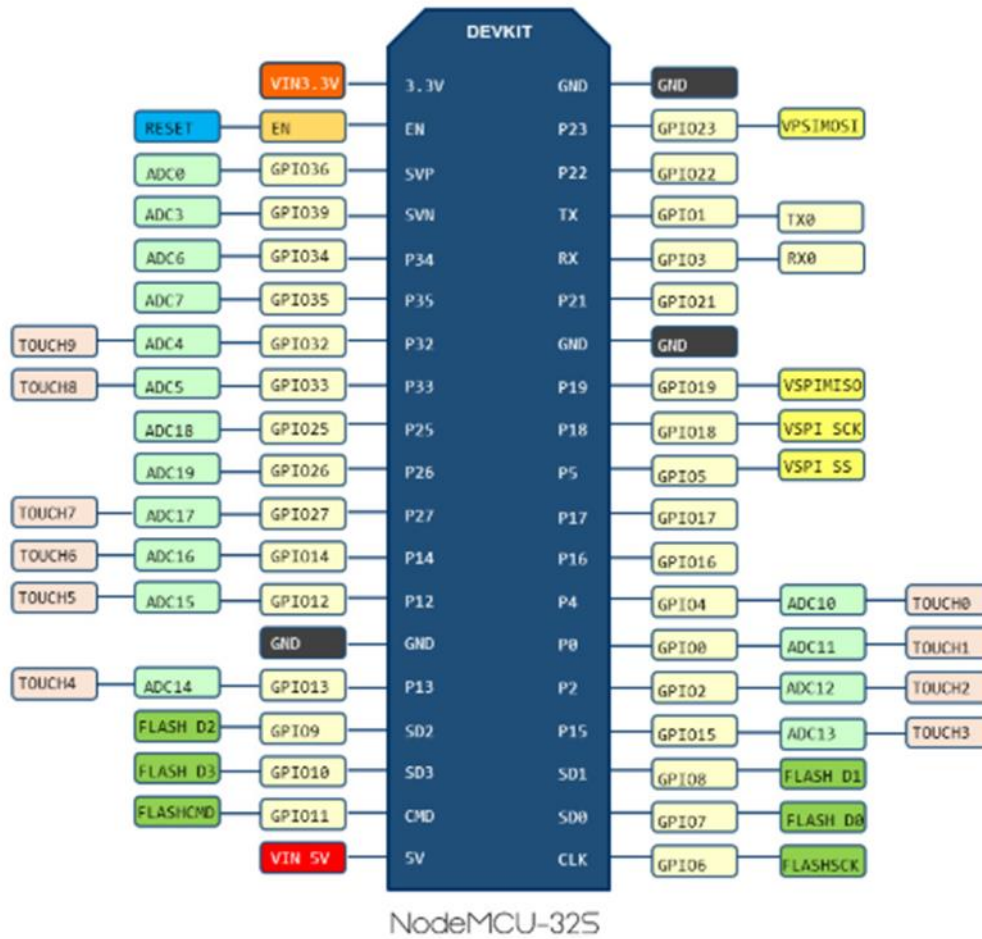 DEVKIT
VIN3.3V 3.3V GND GND
RESET EN EN P23 GPIO23 VPSIMOSI
ADC0 GPIO36 SVP P22 GPIO22
ADC3 GPIO39 SVN TX GPIO1 TX0
ADC6 GPIO34 P34 RX GPIO3 RX0
ADC7 GPIO35 P35 P21 GPIO21
TOUCH9 ADC4 GPIO32 P32 GND GND
TOUCH8 ADC5 GPIO33 P33 P19 GPIO19 VSPIMISO
ADC18 GPIO25 P25 P18 GPIO18 VSPI SCK
ADC19 GPIO26 P26 P5 GPIO5 VSPI SS
TOUCH7 ADC17 GPIO27 P27 P17 GPIO17
TOUCH6 ADC16 GPIO14 P14 P16 GPIO16
TOUCH5 ADC15 GPIO12 P12 P4 GPIO4 ADC10 TOUCH0
GND GND P0 GPIO0 ADC11 TOUCH1
TOUCH4 ADC14 GPIO13 P13 P2 GPIO2 ADC12 TOUCH2
FLASH D2 GPIO9 SD2 P15 GPIO15 ADC13 TOUCH3
FLASH D3 GPIO10 SD3 SD1 GPIO8 FLASH D1
FLASHCMD GPIO11 CMD SD0 GPIO7 FLASH D0
VIN 5V 5V CLK GPIO6 FLASHSCK
NodeMCU-32S